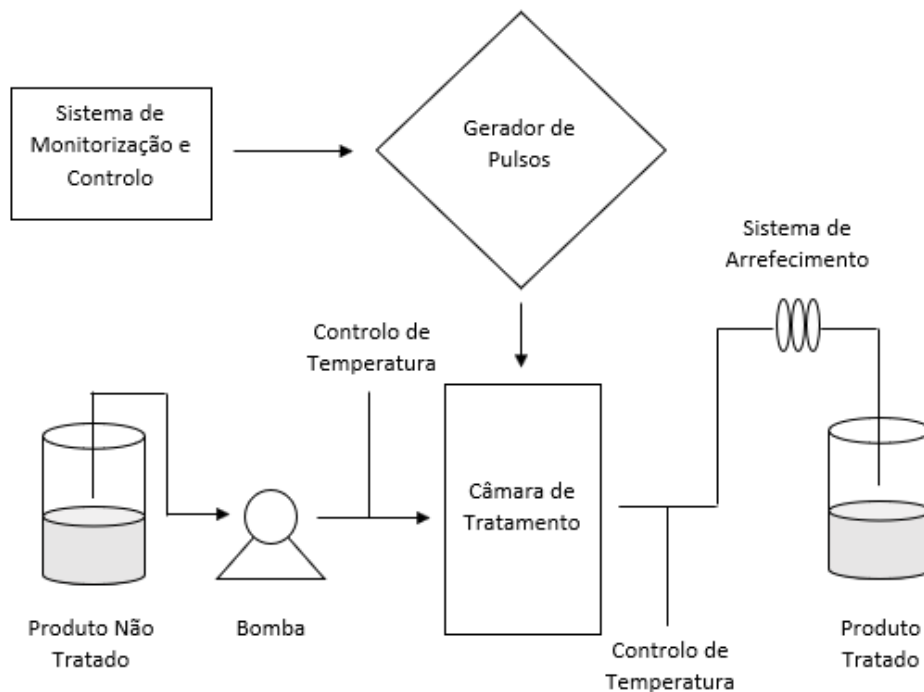 Sistema de
Monitorização e
Controlo
Gerador de
Pulsos
Sistema de
Arrefecimento
Controlo de
Temperatura
Câmara de
Tratamento
Produto Não
Tratado
Bomba
Controlo de
Temperatura
Produto
Tratado